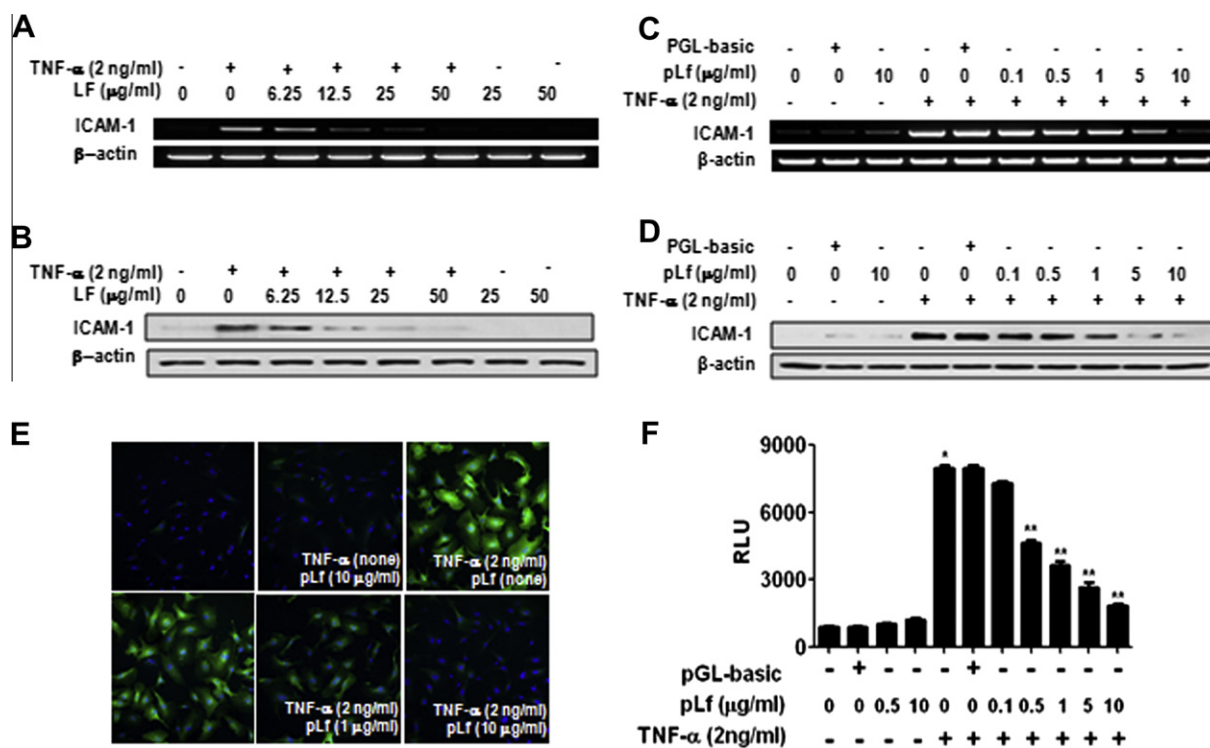 A
TNF-α (2 ng/ml) - + + + + + - -
LF (μg/ml) 0 0 6.25 12.5 25 50 25 50
ICAM-1
β–actin
B
TNF-α (2 ng/ml) - + + + + + - -
LF (μg/ml) 0 0 6.25 12.5 25 50 25 50
ICAM-1
β-actin
C
PGL-basic - + - - + - - - - -
pLf (μg/ml) 0 0 10 0 0 0.1 0.5 1 5 10
TNF-α (2 ng/ml) - - - + + + + + + +
ICAM-1
β-actin
D
PGL-basic - + - - + - - - - -
pLf (μg/ml) 0 0 10 0 0 0.1 0.5 1 5 10
TNF-α (2 ng/ml) - - - + + + + + + +
ICAM-1
β-actin
E
TNF-α (none)
pLf (10 μg/ml)
TNF-α (2 ng/ml)
pLf (none)
TNF-α (2 ng/ml)
pLf (1 μg/ml)
TNF-α (2 ng/ml)
pLf (10 μg/ml)
F
9000
6000
3000
0
RLU
*
**
**
**
**
pGL-basic - + - - - + - - - - -
pLf (μg/ml) 0 0 0.5 10 0 0 0.1 0.5 1 5 10
TNF-α (2ng/ml) - - - - + + + + + + +